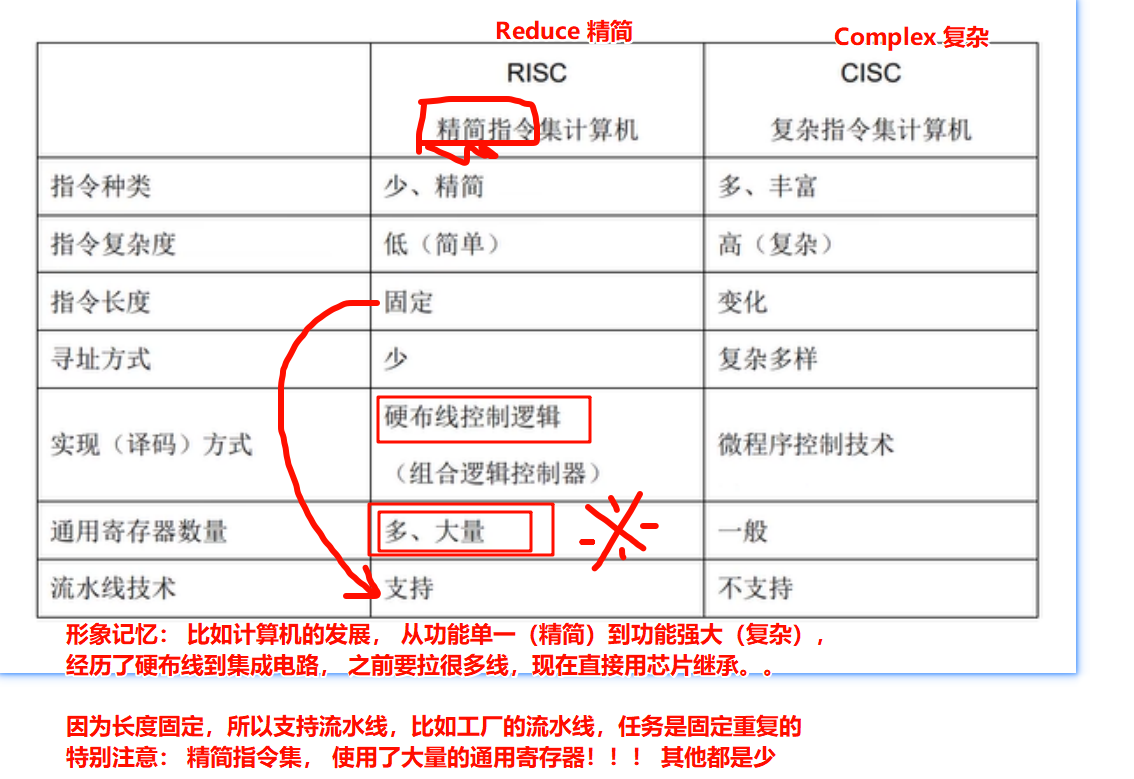 Reduce 精简
Complex 复杂
RISC
CISC
精简指令集计算机
复杂指令集计算机
指令种类
少、精简
多、丰富
指令复杂度
低（简单）
高（复杂）
指令长度
固定
变化
寻址方式
少
复杂多样
实现（译码）方式
硬布线控制逻辑
（组合逻辑控制器）
微程序控制技术
通用寄存器数量
多、大量
一般
流水线技术
支持
不支持
形象记忆： 比如计算机的发展， 从功能单一（精简）到功能强大（复杂）,
经历了硬布线到集成电路， 之前要拉很多线，现在直接用芯片继承。。
因为长度固定，所以支持流水线，比如工厂的流水线，任务是固定重复的
特别注意： 精简指令集， 使用了大量的通用寄存器！！！ 其他都是少